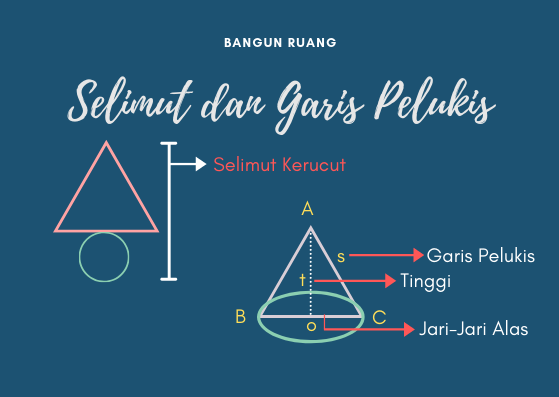 BANGUN RUANG
Selimut dan Garis Pelukis
Selimut Kerucut
A
s
Garis Pelukis
t
Tinggi
B
o
C
Jari-Jari Alas